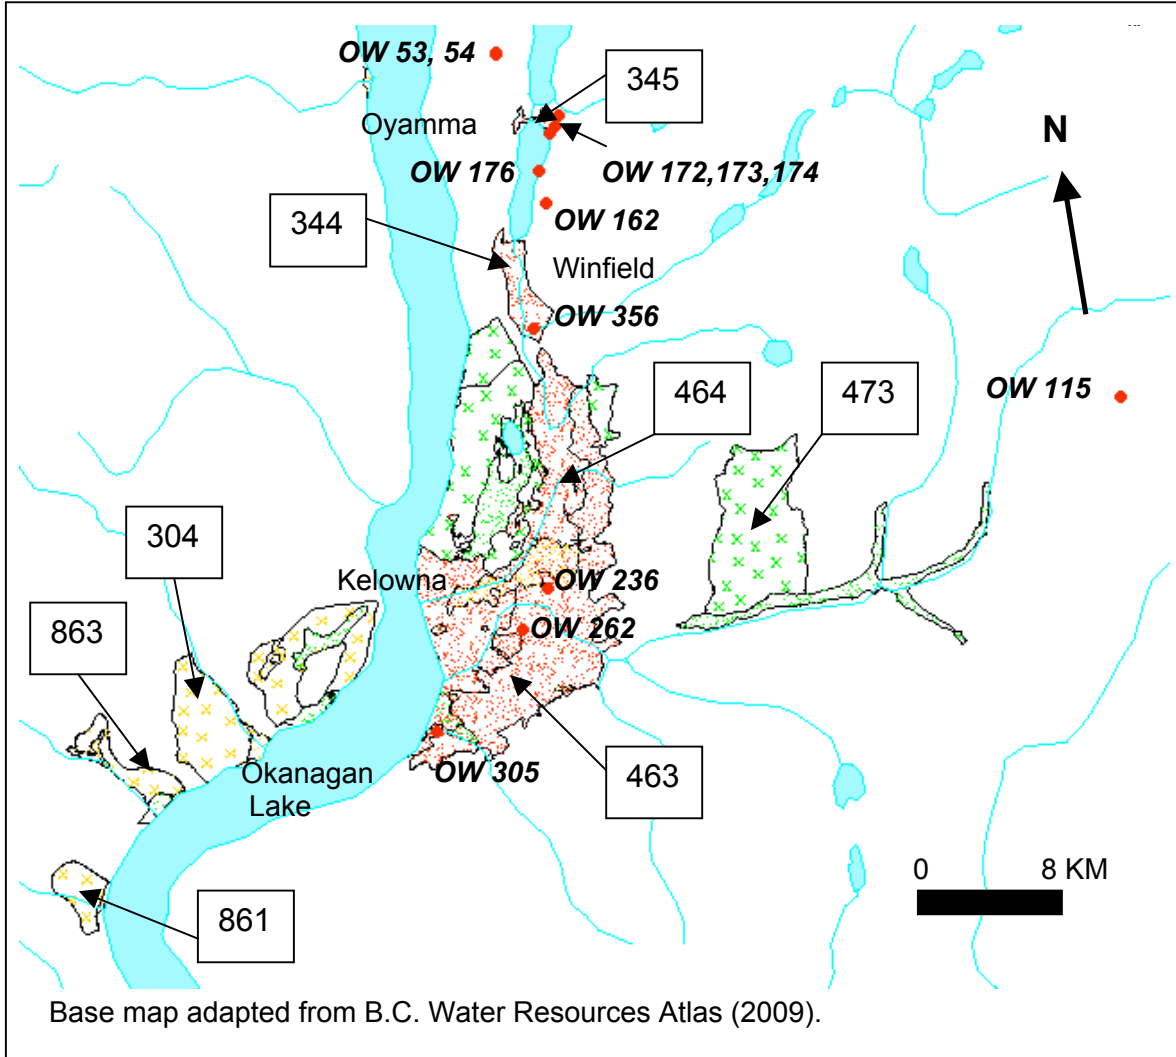 OW 53, 54
345
Oyamma
N
OW 176
OW 172,173,174
344
OW 162
Winfield
OW 356
464
473
OW 115
304
Kelowna
OW 236
863
OW 262
Okanagan
Lake
OW 305
463
0 8 KM
861
Base map adapted from B.C. Water Resources Atlas (2009).